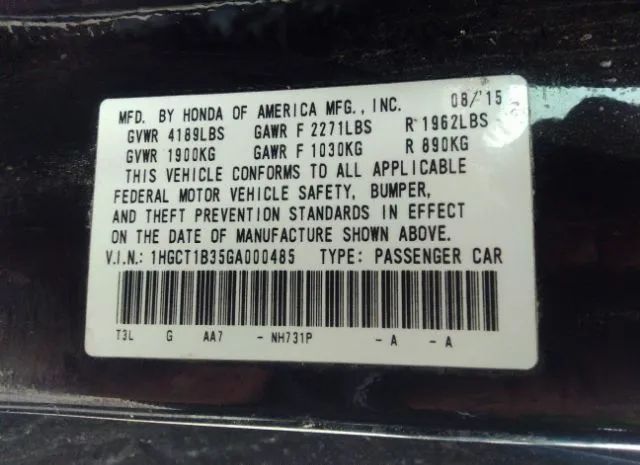 MFD. BY HONDA OF AMERICA MFG., INC. 08/'15
GVWR 4189LBS GAWR F 2271LBS R 1962LBS
GVWR 1900KG GAWR F 1030KG R 890KG
THIS VEHICLE CONFORMS TO ALL APPLICABLE
FEDERAL MOTOR VEHICLE SAFETY, BUMPER,
AND THEFT PREVENTION STANDARDS IN EFFECT
ON THE DATE OF MANUFACTURE SHOWN ABOVE.
V.I.N.: 1HGCT1B35GA000485 TYPE: PASSENGER CAR
T3L G AA7 - NH731P - A - A